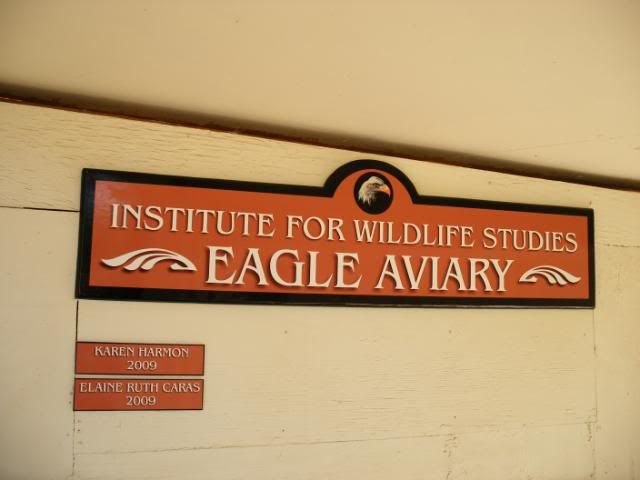 INSTITUTE FOR WILDLIFE STUDIES
EAGLE AVIARY
KAREN HARMON
2009
ELAINE RUTH CARAS
2009